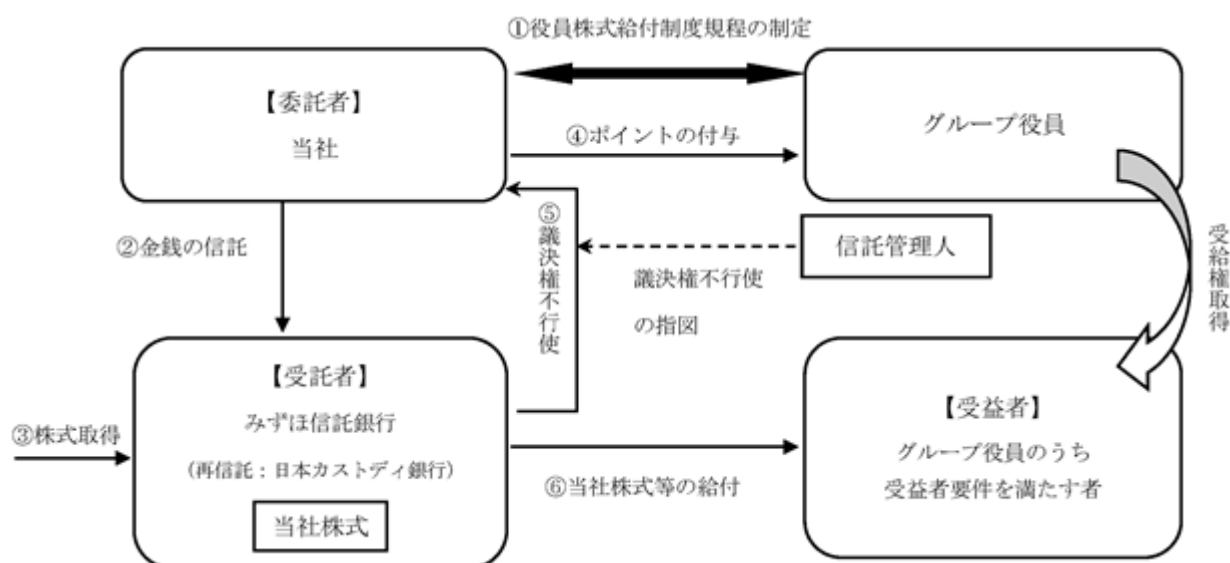 ①役員株式給付制度規程の制定
【委託者】
当社
グループ役員
④ポイントの付与
②金銭の信託
⑤議決権不行使
信託管理人
議決権不行使
の指図
受給権取得
【受託者】
みずほ信託銀行
(再信託:日本カストディ銀行)
当社株式
③株式取得
⑥当社株式等の給付
【受益者】
グループ役員のうち
受益者要件を満たす者